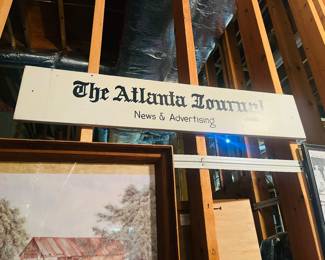 The Atlanta Journal
News & Advertising